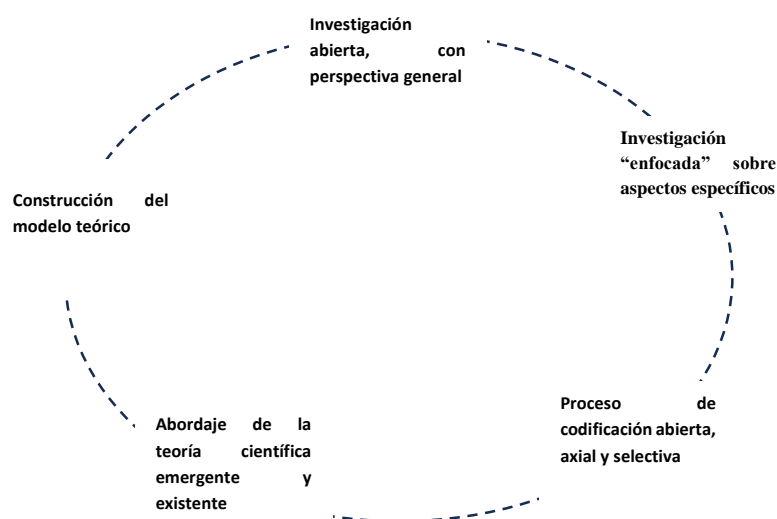 Investigación
abierta, con
perspectiva general
Investigación
“enfocada” sobre
aspectos específicos
Proceso de
codificación abierta,
axial y selectiva
Abordaje de la
teoría científica
emergente y
existente
Construcción del
modelo teórico